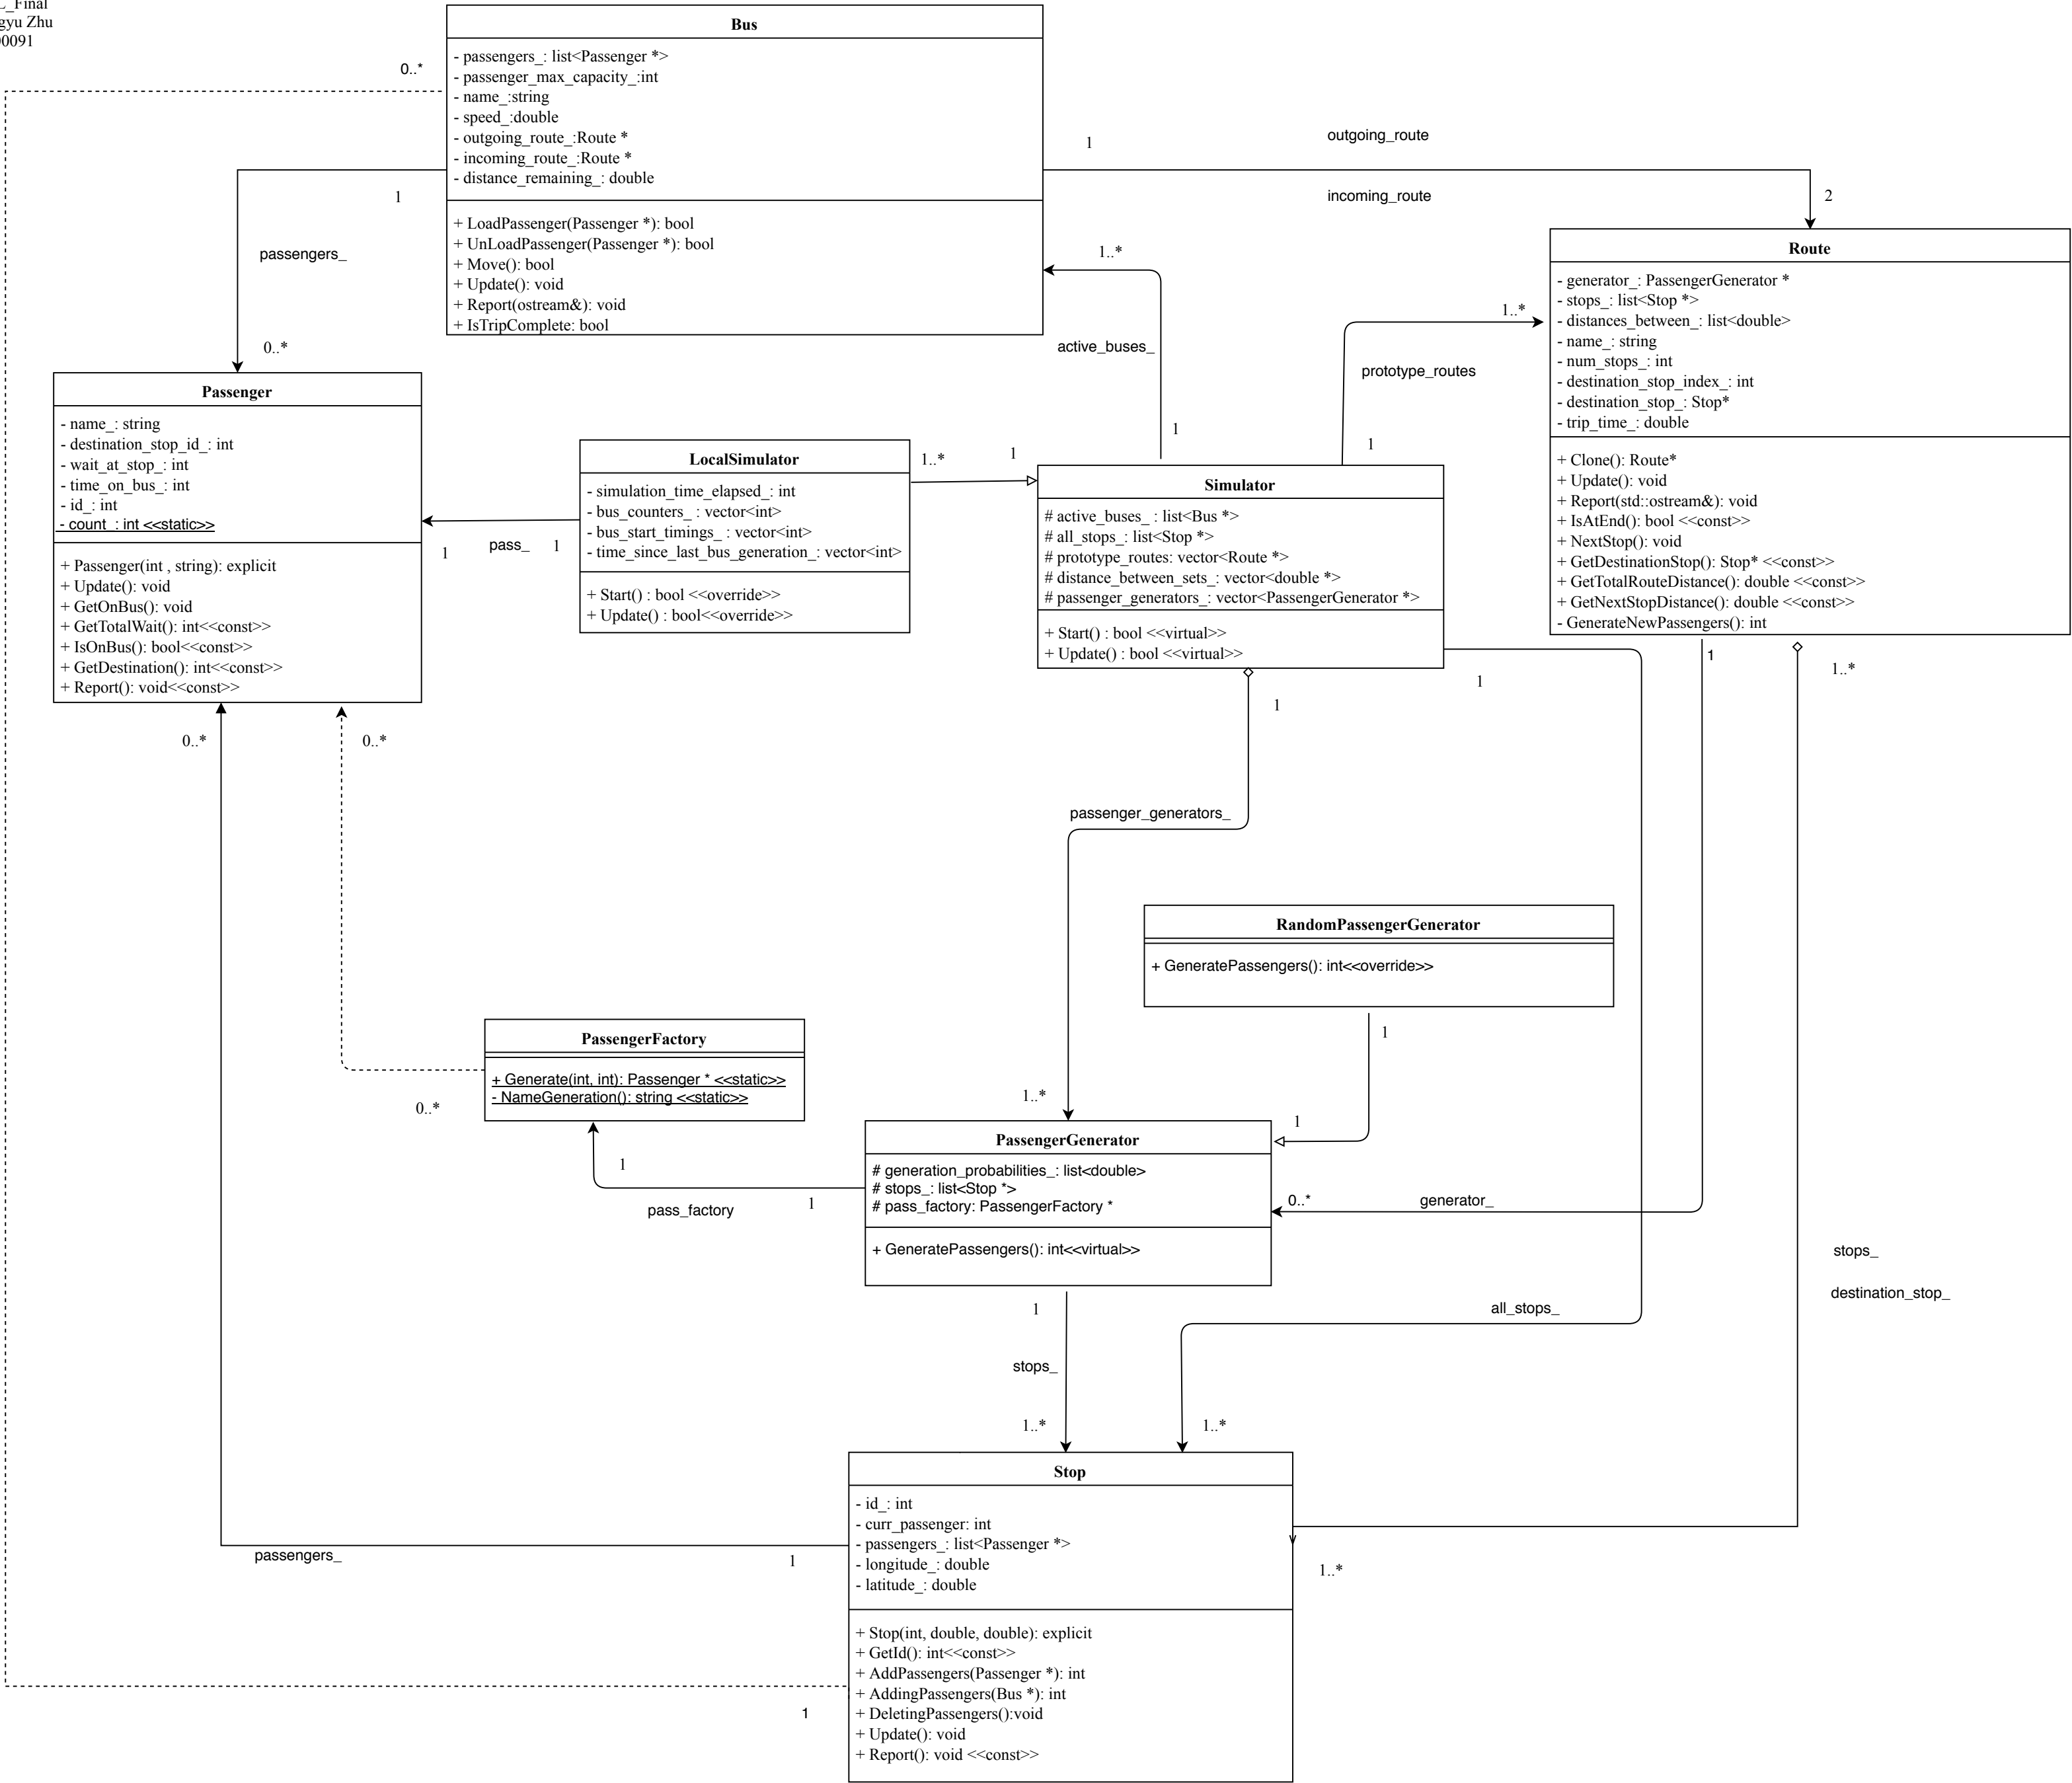 L_Final
gyu Zhu
00091
Bus
- passengers_: list<Passenger *>
- passenger_max_capacity_:int
- name_:string
- speed_:double
- outgoing_route_:Route *
- incoming_route_:Route *
- distance_remaining_: double
+ LoadPassenger(Passenger *): bool
+ UnLoadPassenger(Passenger *): bool
+ Move(): bool
+ Update(): void
+ Report(ostream&): void
+ IsTripComplete: bool
0..*
1
passengers_
0..*
1
outgoing_route
incoming_route
2
1..*
active_buses_
1
1..*
prototype_routes
1
Route
- generator_: PassengerGenerator *
- stops_: list<Stop *>
- distances_between_: list<double>
- name_: string
- num_stops_: int
- destination_stop_index_: int
- destination_stop_: Stop*
- trip_time_: double
+ Clone(): Route*
+ Update(): void
+ Report(std::ostream&): void
+ IsAtEnd(): bool <<const>>
+ NextStop(): void
+ GetDestinationStop(): Stop* <<const>>
+ GetTotalRouteDistance(): double <<const>>
+ GetNextStopDistance(): double <<const>>
- GenerateNewPassengers(): int
Passenger
- name_: string
- destination_stop_id_: int
- wait_at_stop_: int
- time_on_bus_: int
- id_: int
- count_: int <<static>>
+ Passenger(int , string): explicit
+ Update(): void
+ GetOnBus(): void
+ GetTotalWait(): int<<const>>
+ IsOnBus(): bool<<const>>
+ GetDestination(): int<<const>>
+ Report(): void<<const>>
LocalSimulator
- simulation_time_elapsed_: int
- bus_counters_: vector<int>
- bus_start_timings_: vector<int>
- time_since_last_bus_generation_: vector<int>
+ Start() : bool <<override>>
+ Update() : bool<<override>>
1..*
1
1
pass_
1
Simulator
# active_buses_ : list<Bus *>
# all_stops_: list<Stop *>
# prototype_routes: vector<Route *>
# distance_between_sets_: vector<double *>
# passenger_generators_: vector<PassengerGenerator *>
+ Start() : bool <<virtual>>
+ Update() : bool <<virtual>>
1
1
1
1..*
0..*
0..*
passenger_generators_
RandomPassengerGenerator
+ GeneratePassengers(): int<<override>>
1
PassengerFactory
+ Generate(int, int): Passenger * <<static>>
- NameGeneration(): string <<static>>
0..*
1..*
1
1
pass_factory
1
PassengerGenerator
# generation_probabilities_: list<double>
# stops_: list<Stop *>
# pass_factory: PassengerFactory *
+ GeneratePassengers(): int<<virtual>>
0..*
generator_
stops_
destination_stop_
1
all_stops_
stops_
1..*
1..*
Stop
- id_: int
- curr_passenger: int
- passengers_: list<Passenger *>
- longitude_: double
- latitude_: double
+ Stop(int, double, double): explicit
+ GetId(): int<<const>>
+ AddPassengers(Passenger *): int
+ AddingPassengers(Bus *): int
+ DeletingPassengers():void
+ Update(): void
+ Report(): void <<const>>
passengers_
1
1..*
1